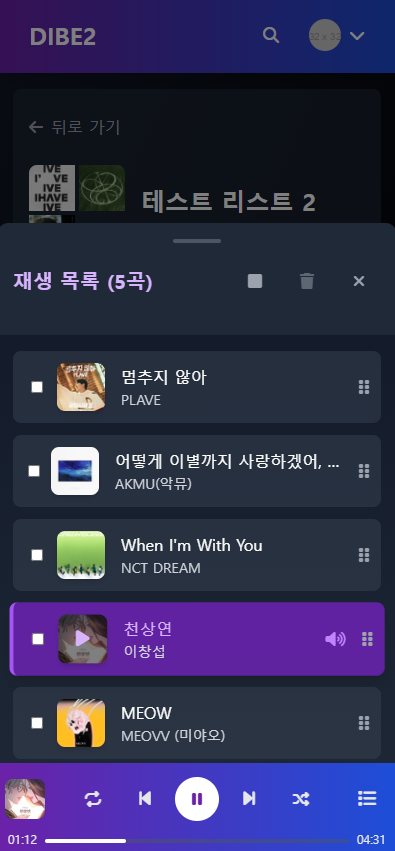 DIBE2
32 x 32
뒤로 가기
IVE
I' VE
IVE
IHAVE
IVE
테스트 리스트 2
재생 목록 (5곡)
멈추지 않아
PLAVE
어떻게 이별까지 사랑하겠어, ...
AKMU(악뮤)
When I'm With You
NCT DREAM
천상연
이창섭
MEOW
MEOVV (미야오)
01:12
04:31